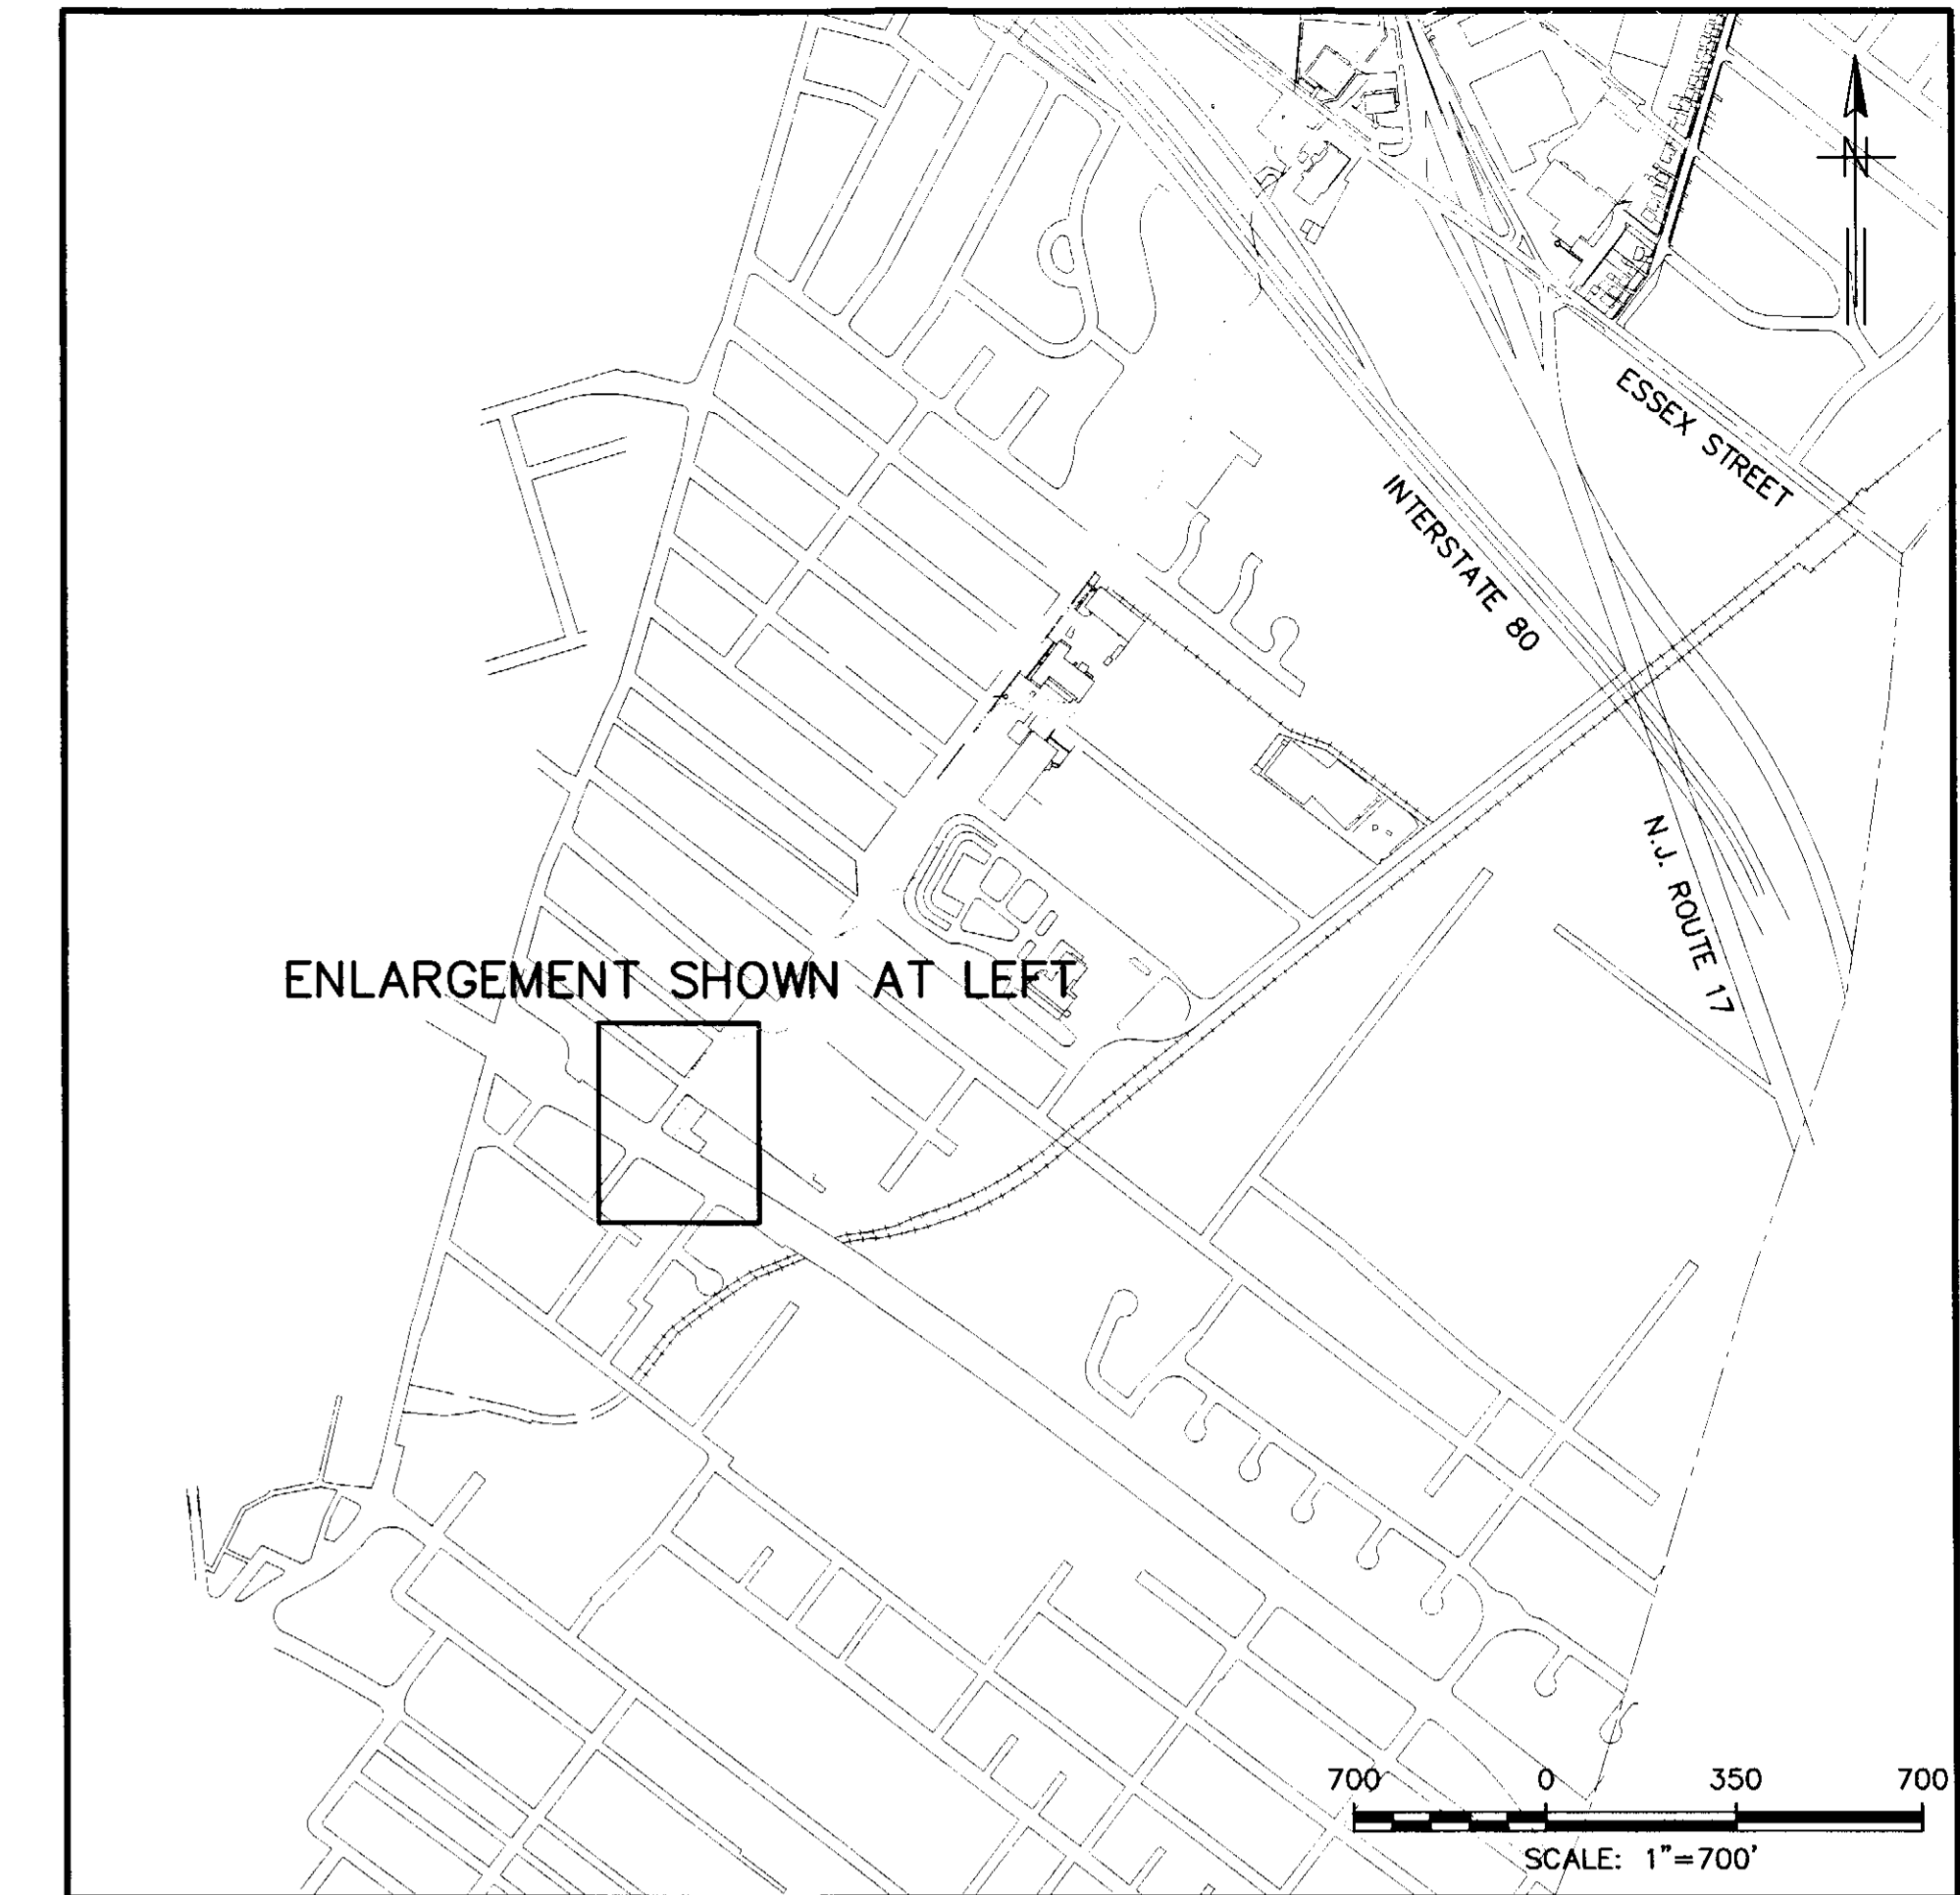 N
ESSEX STREET
INTERSTATE 80
N.J. ROUTE 17
ENLARGEMENT SHOWN AT LEFT
700 0 350 700
SCALE: 1"=700'